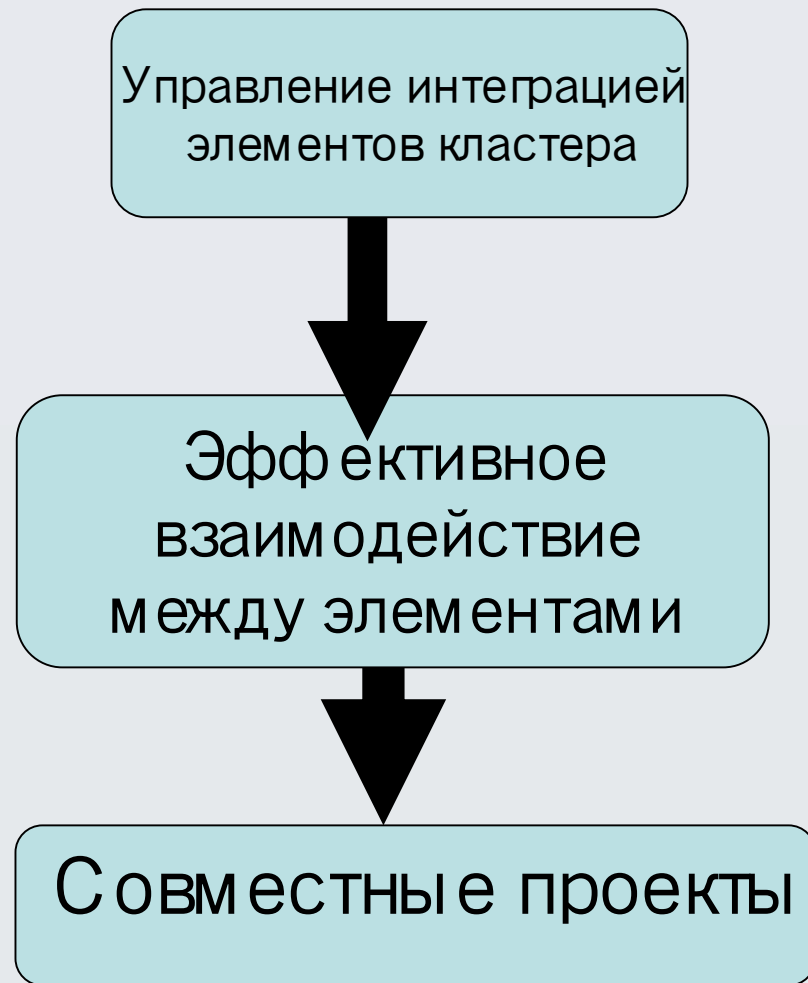 Управление интеграцией
элементов кластера
Эффективное
взаимодействие
между элементами
Совместные проекты